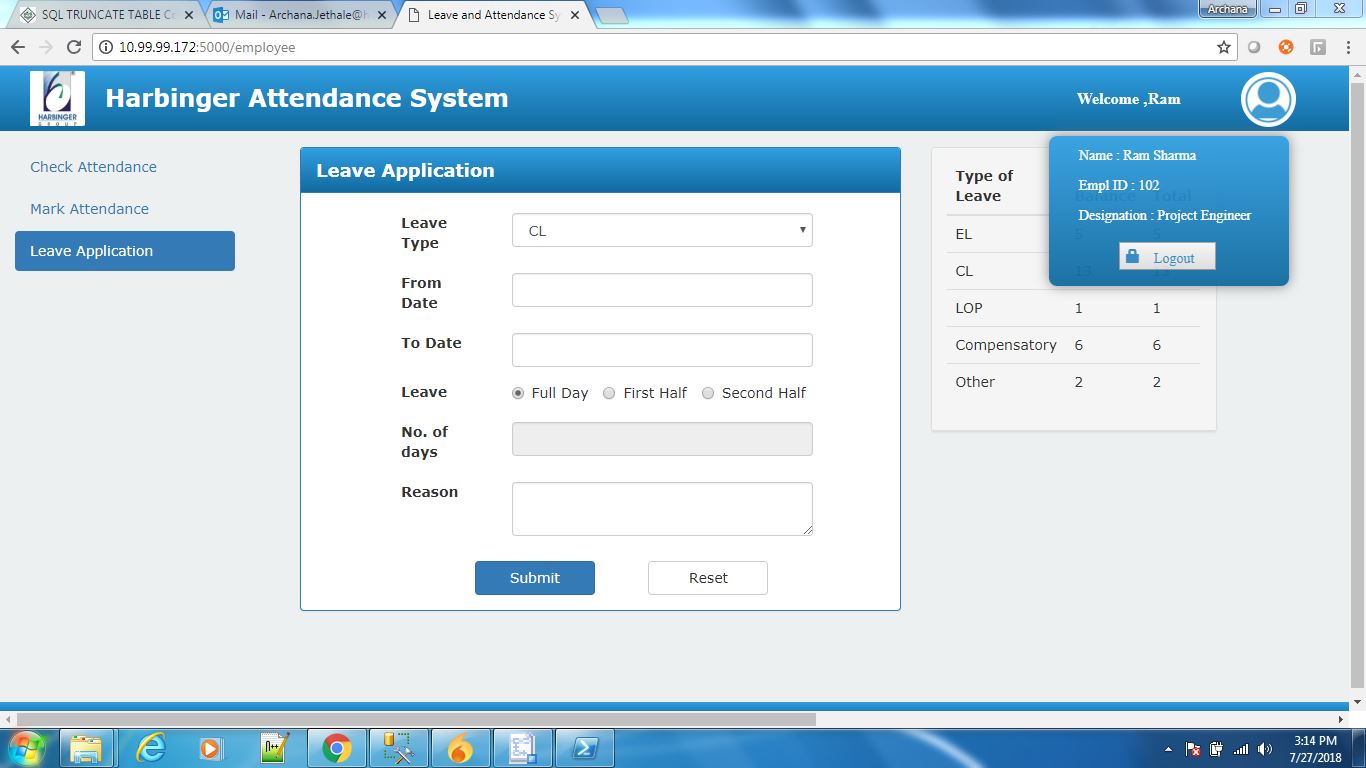 SQL TRUNCATE TABLE Co
Mail - Archana.Jethale@h
Leave and Attendance Sy
Archana
10.99.99.172:5000/employee
HARBINGER
GROUP
Harbinger Attendance System
Welcome ,Ram
Check Attendance
Mark Attendance
Leave Application
Leave Application
Leave Type
CL
From Date
To Date
Leave
Full Day First Half Second Half
No. of days
Reason
Submit Reset
Name : Ram Sharma
Empl ID : 102
Designation : Project Engineer
Logout
Type of Leave Balance Total
EL 5 5
CL 13
LOP 1 1
Compensatory 6 6
Other 2 2
3:14 PM
7/27/2018